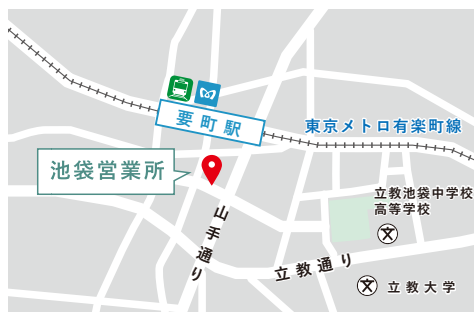 要町駅
東京メトロ有楽町線
池袋営業所
立教池袋中学校
高等学校
山手通り
立教通り
立教大学